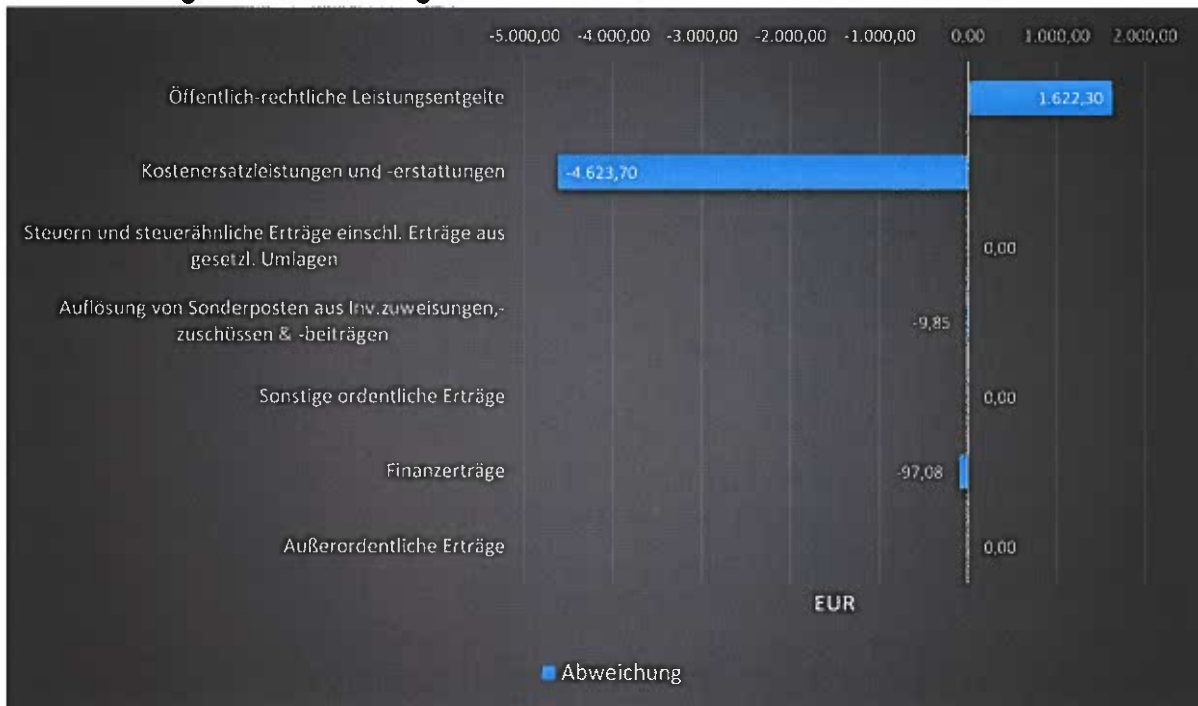 -5.000,00 -4.000,00 -3.000,00 -2.000,00 -1.000,00 0,00 1.000,00 2.000,00
Öffentlich-rechtliche Leistungsentgelte
1.622,30
Kostenersatzleistungen und -erstattungen
-4.623,70
Steuern und steuerähnliche Erträge einschl. Erträge aus
gesetzl. Umlagen
0,00
Auflösung von Sonderposten aus Inv.zuweisungen,-
zuschüssen & -beiträgen
-9,85
Sonstige ordentliche Erträge
0,00
Finanzerträge
-97,08
Außerordentliche Erträge
0,00
EUR
Abweichung